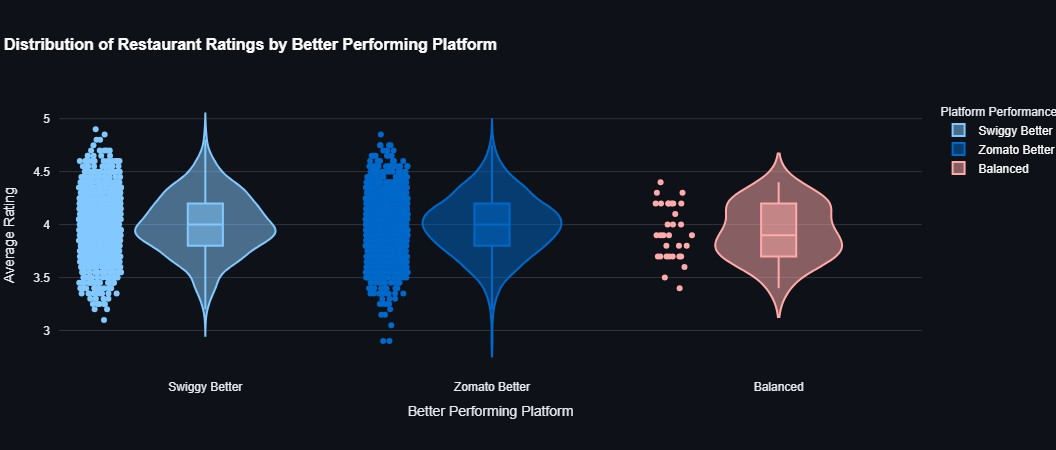 Distribution of Restaurant Ratings by Better Performing Platform
Platform Performance
Swiggy Better
Zomato Better
Balanced
5
4.5
4
3.5
3
Average Rating
Swiggy Better
Zomato Better
Balanced
Better Performing Platform